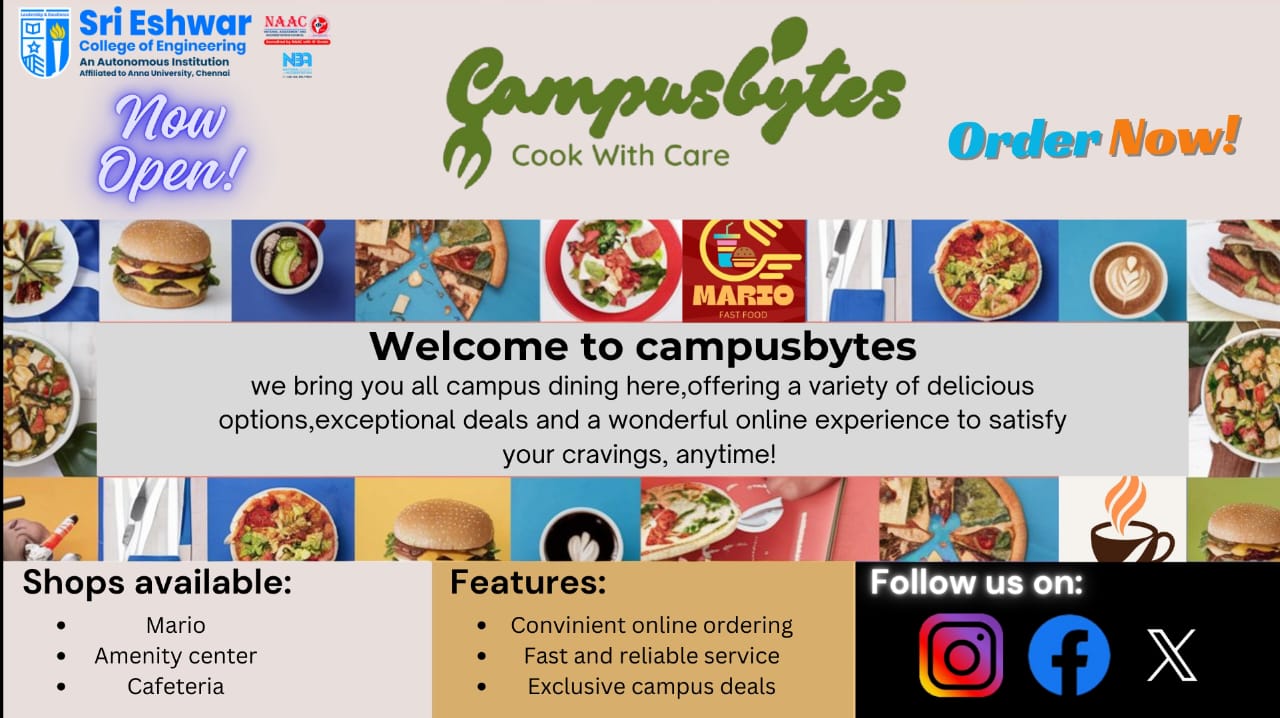 Sri Eshwar
College of Engineering
An Autonomous Institution
Affiliated to Anna University, Chennai
NAAC
NBA
Now
Open!
Campusbytes
Cook With Care
Order Now!
MARIO
FAST FOOD
Welcome to campusbytes
we bring you all campus dining here,offering a variety of delicious
options,exceptional deals and a wonderful online experience to satisfy
your cravings, anytime!
Shops available:
• Mario
• Amenity center
• Cafeteria
Features:
• Convinient online ordering
• Fast and reliable service
• Exclusive campus deals
Follow us on: